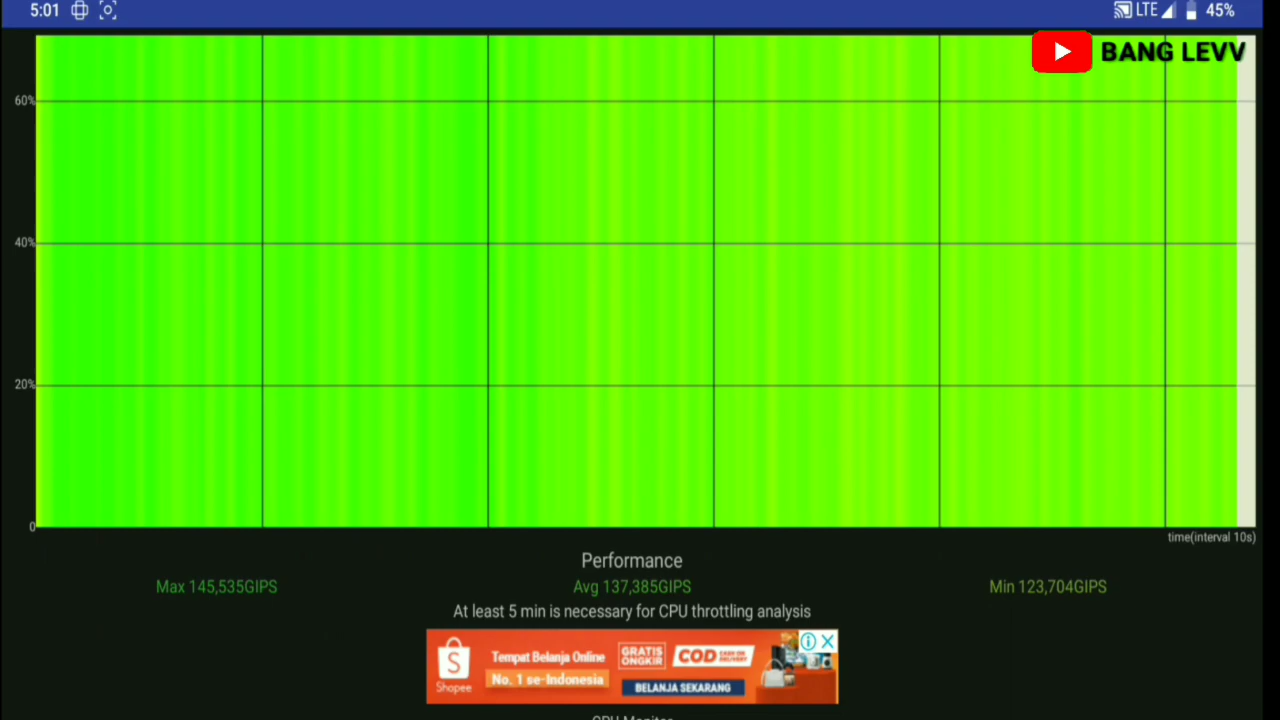 5:01 LTE 45%
BANG LEVV
60%
40%
20%
0
time(interval 10s)
Performance
Max 145,535GIPS Avg 137,385GIPS Min 123,704GIPS
At least 5 min is necessary for CPU throttling analysis
Shopee
Tempat Belanja Online
No. 1 se-Indonesia
GRATIS
ONGKIR
COD
BELANJA SEKARANG
CPU Monitor